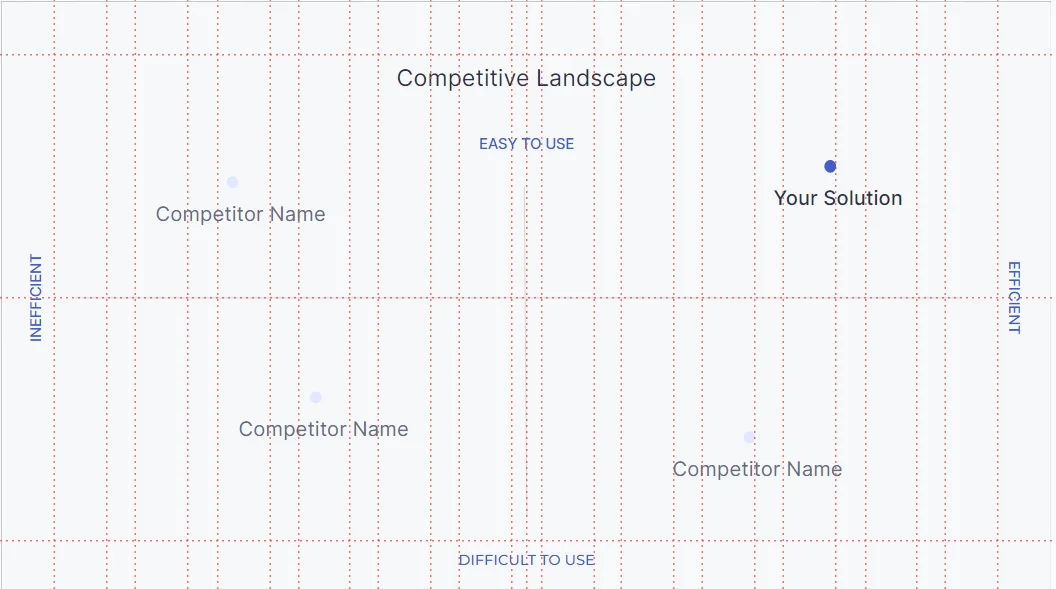 Competitive Landscape
EASY TO USE
Your Solution
Competitor Name
INEFFICIENT
EFFICIENT
Competitor Name
Competitor Name
DIFFICULT TO USE